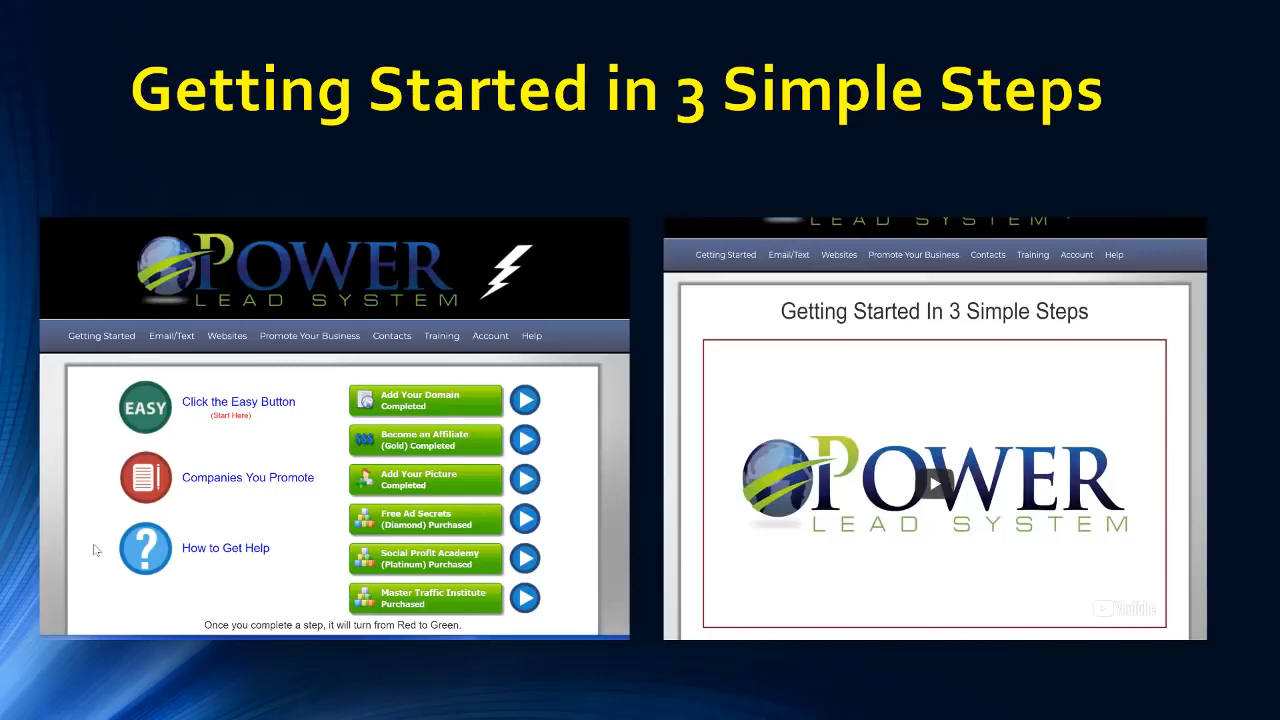 Getting Started in 3 Simple Steps
POWER
LEAD SYSTEM
Getting Started Email/Text Websites Promote Your Business Contacts Training Account Help
EASY
Click the Easy Button
(Start Here)
Companies You Promote
?
How to Get Help
Add Your Domain
Completed
Become an Affiliate
(Gold) Completed
Add Your Picture
Completed
Free Ad Secrets
(Diamond) Purchased
Social Profit Academy
(Platinum) Purchased
Master Traffic Institute
Purchased
Once you complete a step, it will turn from Red to Green.
LEAD SYSTEM
Getting Started Email/Text Websites Promote Your Business Contacts Training Account Help
Getting Started In 3 Simple Steps
POWER
LEAD SYSTEM
YouTube